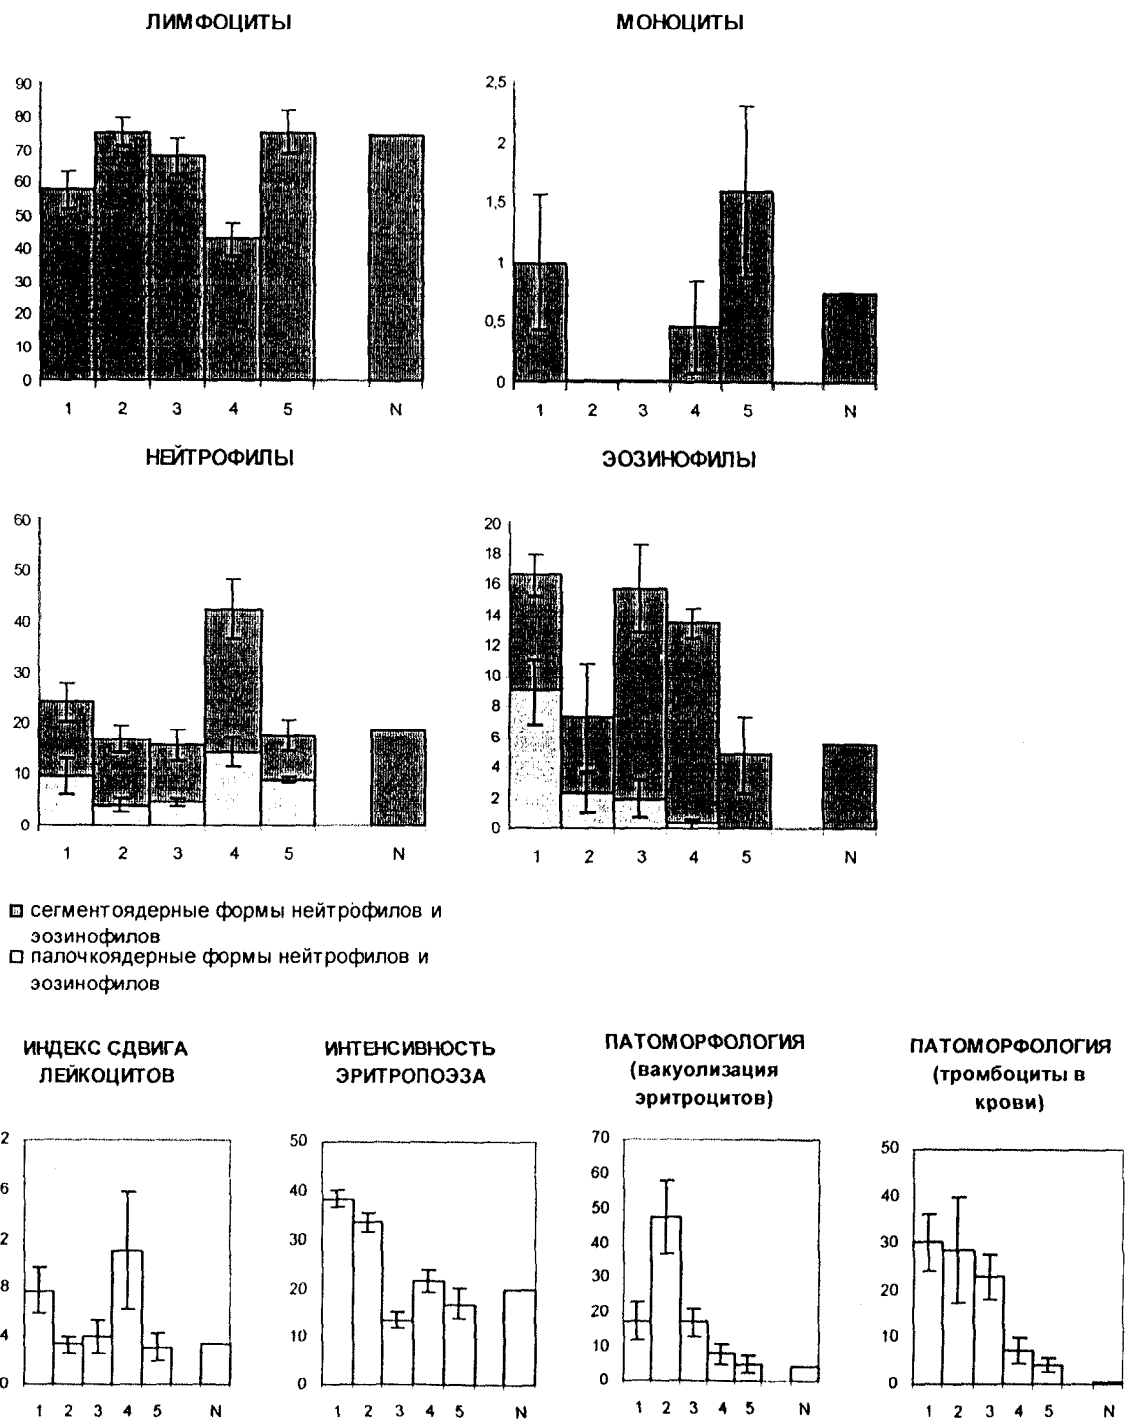 ЛИМФОЦИТЫ
90
80
70
60
50
40
30
20
10
0
1 2 3 4 5 N
МОНОЦИТЫ
2,5
2
1,5
1
0,5
0
1 2 3 4 5 N
НЕЙТРОФИЛЫ
60
50
40
30
20
10
0
1 2 3 4 5 N
ЭОЗИНОФИЛЫ
20
18
16
14
12
10
8
6
4
2
0
1 2 3 4 5 N
сегментоядерные формы нейтрофилов и
эозинофилов
палочкоядерные формы нейтрофилов и
эозинофилов
ИНДЕКС СДВИГА
ЛЕЙКОЦИТОВ
2
6
2
8
4
0
1 2 3 4 5 N
ИНТЕНСИВНОСТЬ
ЭРИТРОПОЭЗА
50
40
30
20
10
0
1 2 3 4 5 N
ПАТОМОРФОЛОГИЯ
(вакуолизация
эритроцитов)
70
60
50
40
30
20
10
0
1 2 3 4 5 N
ПАТОМОРФОЛОГИЯ
(тромбоциты в
крови)
50
40
30
20
10
0
1 2 3 4 5 N